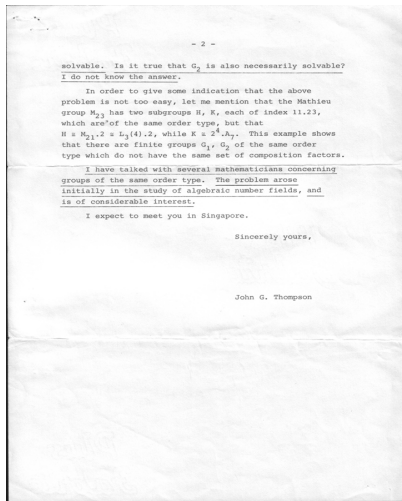 - 2 -
solvable. Is it true that G₂ is also necessarily solvable?
I do not know the answer.
In order to give some indication that the above
problem is not too easy, let me mention that the Mathieu
group M₂₃ has two subgroups H, K, each of index 11.23,
which are of the same order type, but that
H ≅ M₂₁.2 ≅ L₃(4).2, while K ≅ 2⁴.A₇. This example shows
that there are finite groups G₁, G₂ of the same order
type which do not have the same set of composition factors.
I have talked with several mathematicians concerning
groups of the same order type. The problem arose
initially in the study of algebraic number fields, and
is of considerable interest.
I expect to meet you in Singapore.
Sincerely yours,
John G. Thompson